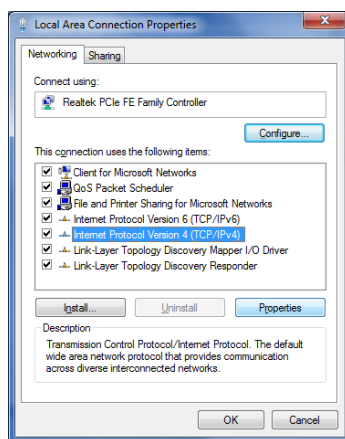 Local Area Connection Properties
Networking
Sharing
Connect using:
Realtek PCIe FE Family Controller
Configure...
This connection uses the following items:
Client for Microsoft Networks
QoS Packet Scheduler
File and Printer Sharing for Microsoft Networks
Internet Protocol Version 6 (TCP/IPv6)
Internet Protocol Version 4 (TCP/IPv4)
Link-Layer Topology Discovery Mapper I/O Driver
Link-Layer Topology Discovery Responder
Install...
Uninstall
Properties
Description
Transmission Control Protocol/Internet Protocol. The default
wide area network protocol that provides communication
across diverse interconnected networks.
OK
Cancel